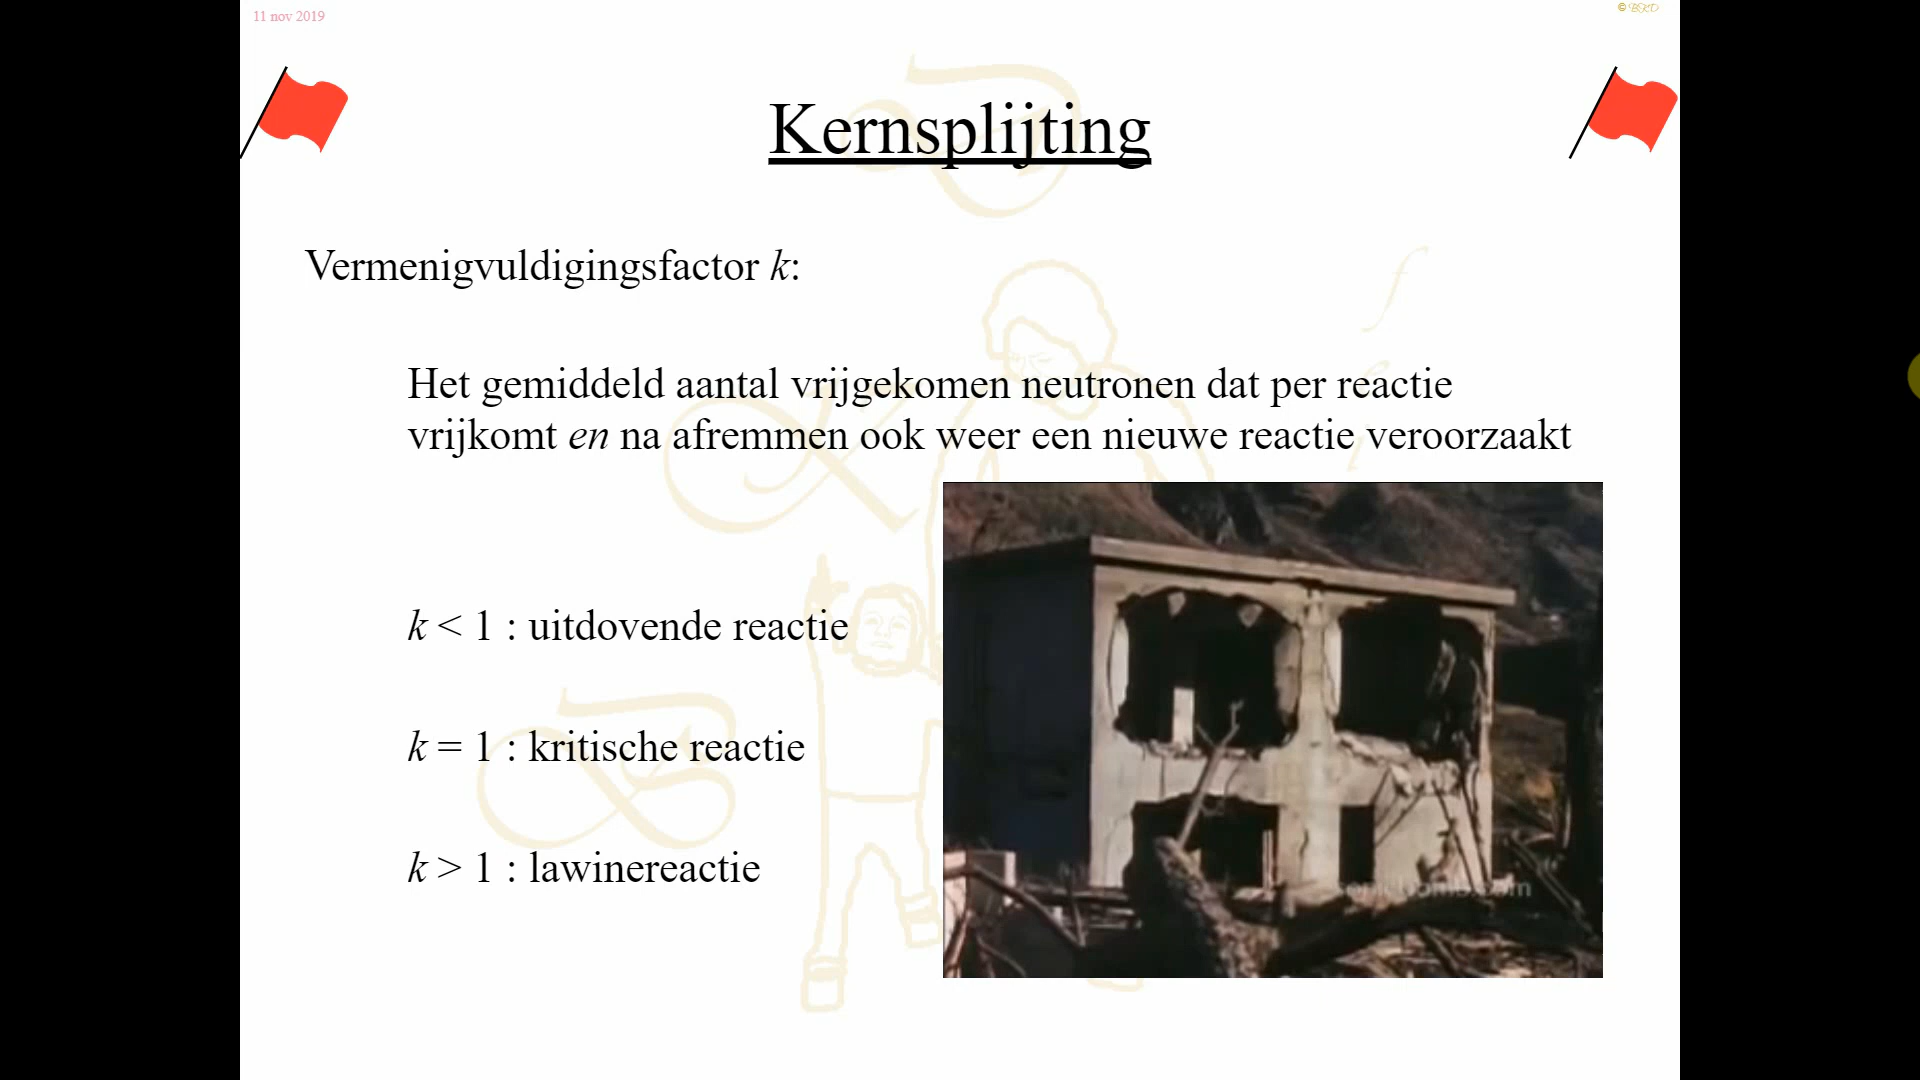 11 nov 2019
© BKD
Kernsplijting
Vermenigvuldigingsfactor k:
Het gemiddeld aantal vrijgekomen neutronen dat per reactie
vrijkomt en na afremmen ook weer een nieuwe reactie veroorzaakt
k < 1 : uitdovende reactie
k = 1 : kritische reactie
k > 1 : lawinereactie